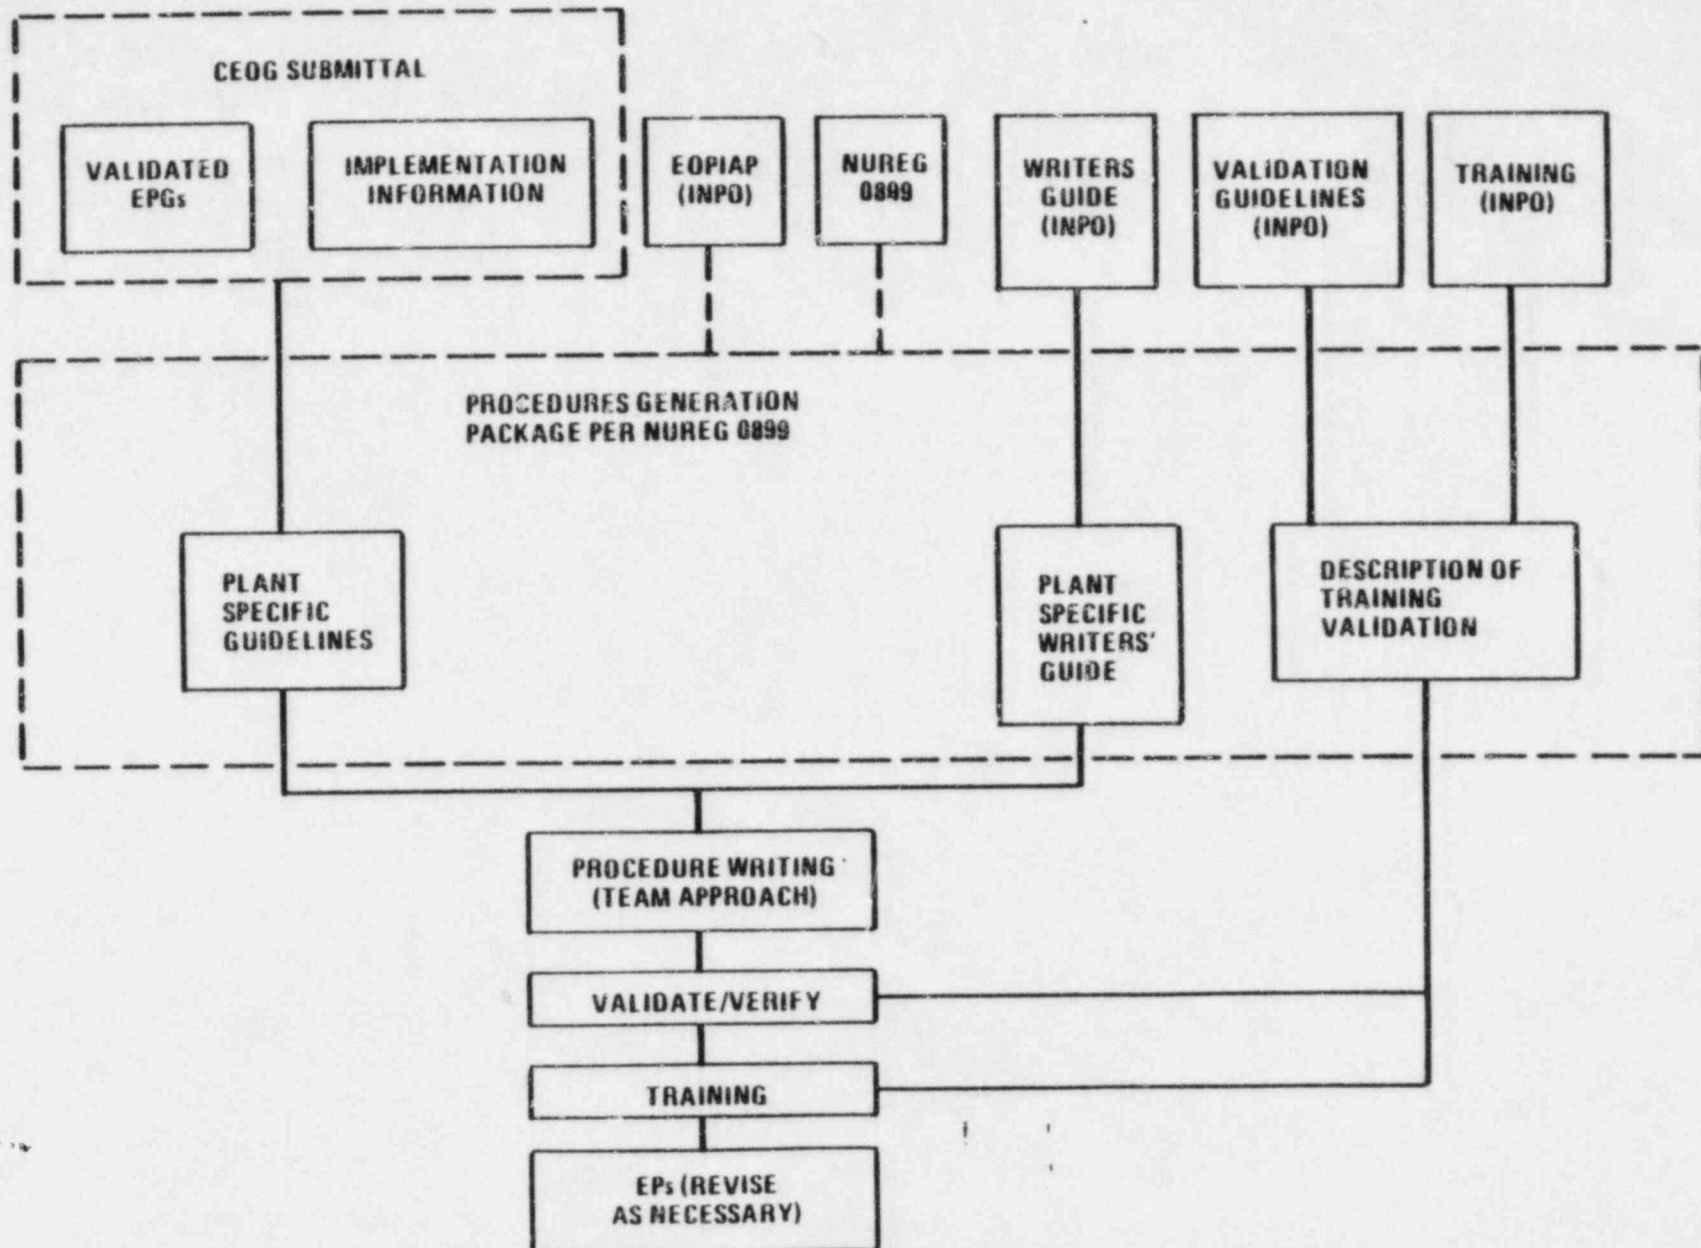 CEOG SUBMITTAL
VALIDATED
EPGs
IMPLEMENTATION
INFORMATION
EOPIAP
(INPO)
NUREG
0899
WRITERS
GUIDE
(INPO)
VALIDATION
GUIDELINES
(INPO)
TRAINING
(INPO)
PROCEDURES GENERATION
PACKAGE PER NUREG 0899
PLANT
SPECIFIC
GUIDELINES
PLANT
SPECIFIC
WRITERS'
GUIDE
DESCRIPTION OF
TRAINING
VALIDATION
PROCEDURE WRITING
(TEAM APPROACH)
VALIDATE/VERIFY
TRAINING
EPs (REVISE
AS NECESSARY)